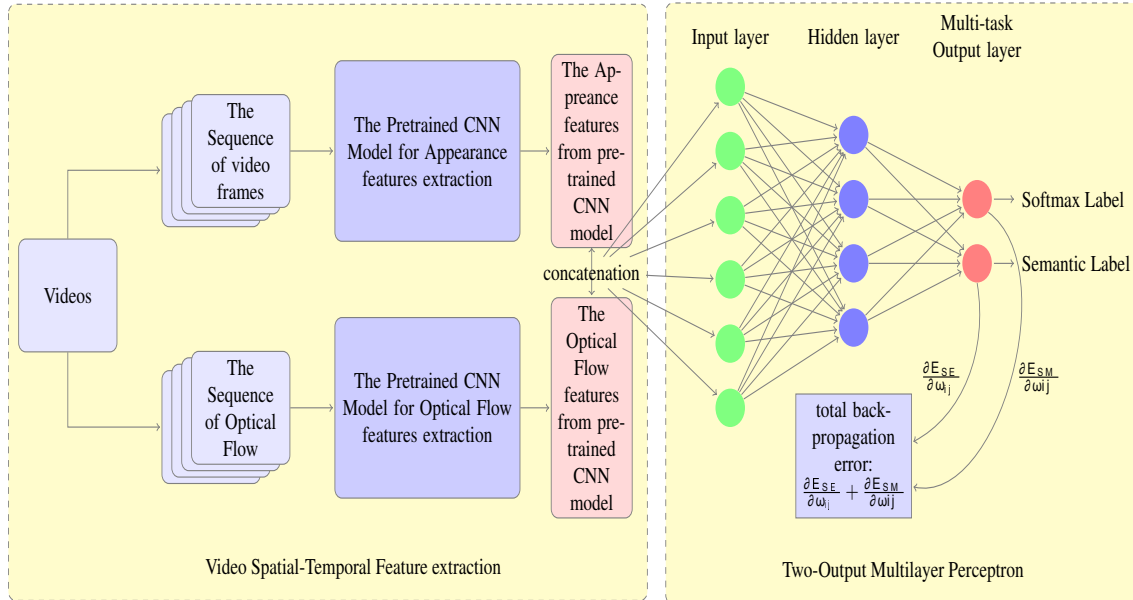 Videos
The
Sequence
of video
frames
The Pretrained CNN
Model for Appearance
features extraction
The Ap-
preance
features
from pre-
trained
CNN
model
The
Sequence
of Optical
Flow
The Pretrained CNN
Model for Optical Flow
features extraction
The
Optical
Flow
features
from pre-
trained
CNN
model
concatenation
Video Spatial-Temporal Feature extraction
Input layer
Hidden layer
Multi-task
Output layer
Softmax Label
Semantic Label
∂E_SE/∂ω_ij
∂E_SM/∂ωij
total back-
propagation
error:
∂E_SE/∂ω_ij + ∂E_SM/∂ωij
Two-Output Multilayer Perceptron